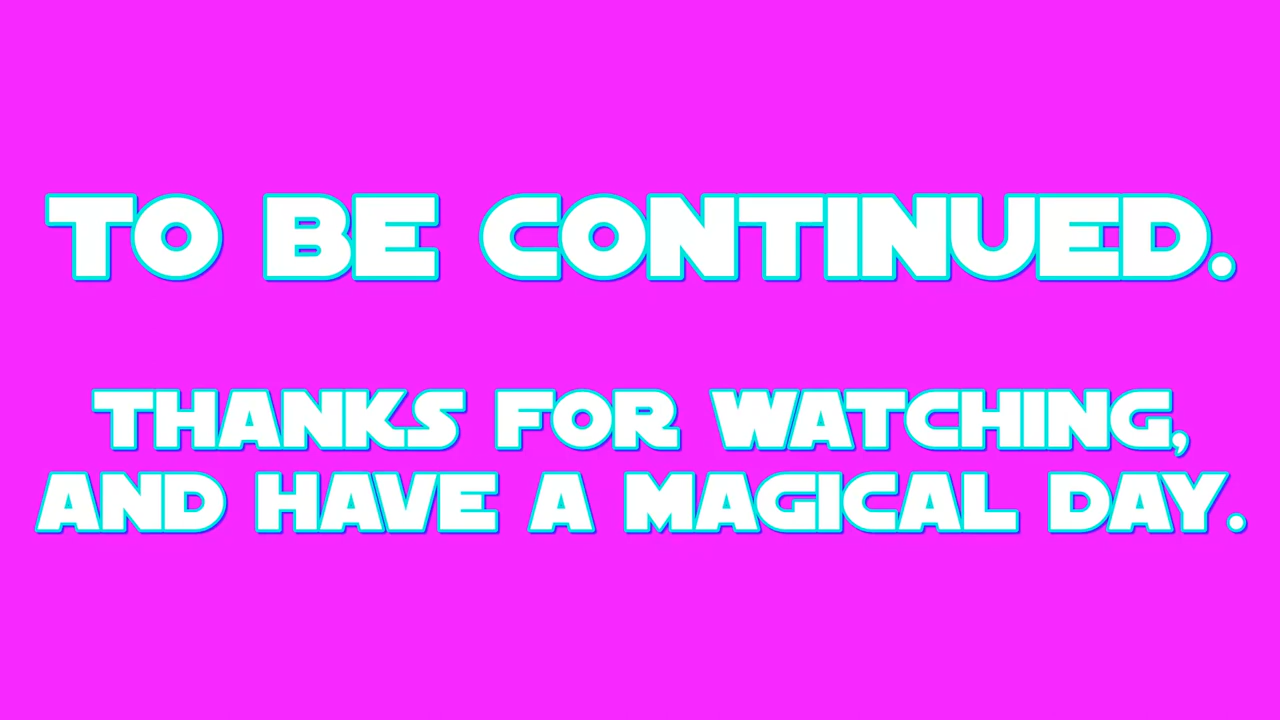 TO BE CONTINUED.
THANKS FOR WATCHING,
AND HAVE A MAGICAL DAY.